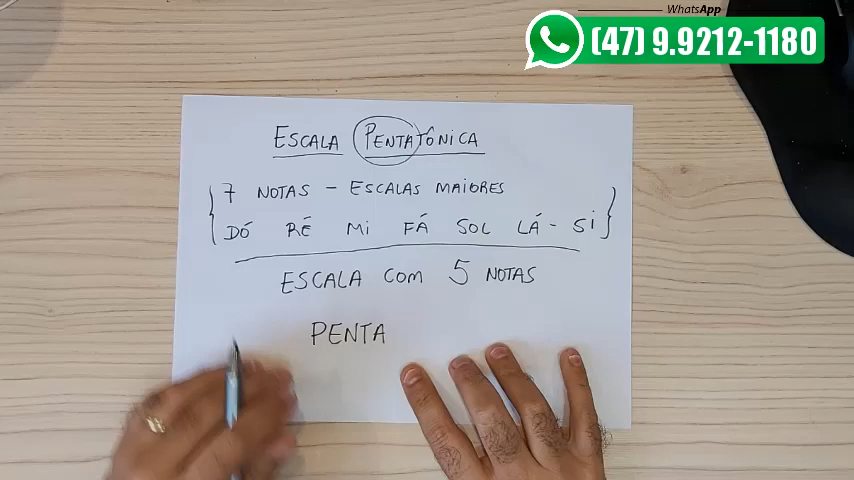 WhatsApp
(47) 9.9212-1180
ESCALA PENTATÔNICA
7 NOTAS - ESCALAS MAIORES
DÓ RÉ Mi FÁ SOL LÁ - Si
ESCALA COM 5 NOTAS
PENTA